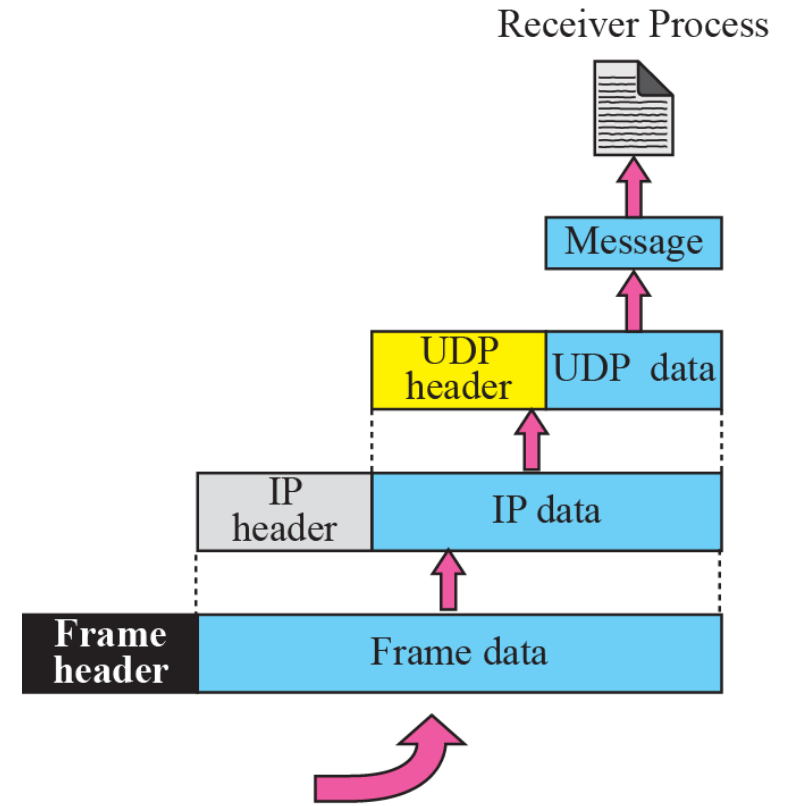 Receiver Process
Message
UDP
header
UDP data
IP
header
IP data
Frame
header
Frame data